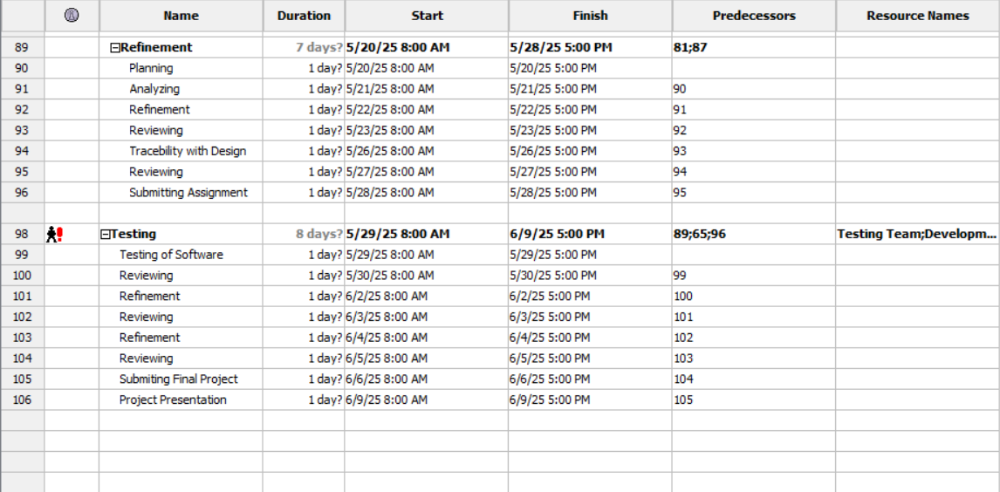 Name Duration Start Finish Predecessors Resource Names
89 Refinement 7 days? 5/20/25 8:00 AM 5/28/25 5:00 PM 81;87
90 Planning 1 day? 5/20/25 8:00 AM 5/20/25 5:00 PM
91 Analyzing 1 day? 5/21/25 8:00 AM 5/21/25 5:00 PM 90
92 Refinement 1 day? 5/22/25 8:00 AM 5/22/25 5:00 PM 91
93 Reviewing 1 day? 5/23/25 8:00 AM 5/23/25 5:00 PM 92
94 Tracebility with Design 1 day? 5/26/25 8:00 AM 5/26/25 5:00 PM 93
95 Reviewing 1 day? 5/27/25 8:00 AM 5/27/25 5:00 PM 94
96 Submitting Assignment 1 day? 5/28/25 8:00 AM 5/28/25 5:00 PM 95
98 Testing 8 days? 5/29/25 8:00 AM 6/9/25 5:00 PM 89;65;96 Testing Team;Developm...
99 Testing of Software 1 day? 5/29/25 8:00 AM 5/29/25 5:00 PM
100 Reviewing 1 day? 5/30/25 8:00 AM 5/30/25 5:00 PM 99
101 Refinement 1 day? 6/2/25 8:00 AM 6/2/25 5:00 PM 100
102 Reviewing 1 day? 6/3/25 8:00 AM 6/3/25 5:00 PM 101
103 Refinement 1 day? 6/4/25 8:00 AM 6/4/25 5:00 PM 102
104 Reviewing 1 day? 6/5/25 8:00 AM 6/5/25 5:00 PM 103
105 Submiting Final Project 1 day? 6/6/25 8:00 AM 6/6/25 5:00 PM 104
106 Project Presentation 1 day? 6/9/25 8:00 AM 6/9/25 5:00 PM 105